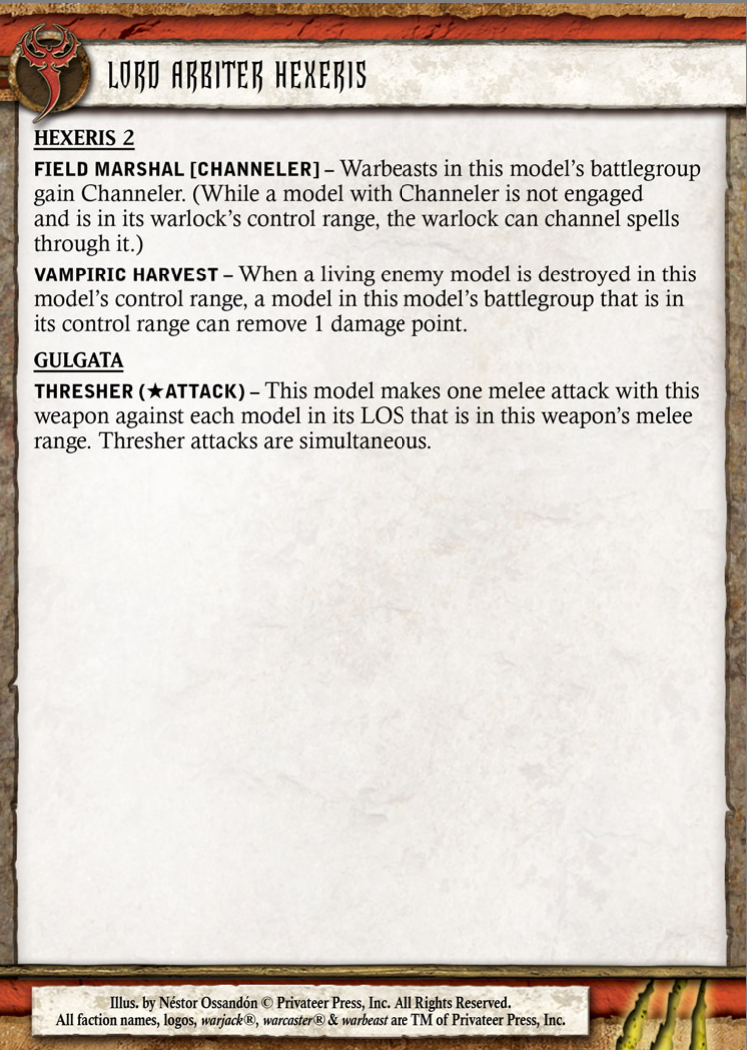 LORD ARBITER HEXERIS
HEXERIS 2
FIELD MARSHAL [CHANNELER] – Warbeasts in this model's battlegroup
gain Channeler. (While a model with Channeler is not engaged
and is in its warlock's control range, the warlock can channel spells
through it.)
VAMPIRIC HARVEST – When a living enemy model is destroyed in this
model's control range, a model in this model's battlegroup that is in
its control range can remove 1 damage point.
GULGATA
THRESHER (★ATTACK) – This model makes one melee attack with this
weapon against each model in its LOS that is in this weapon's melee
range. Thresher attacks are simultaneous.
Illus. by Néstor Ossandón © Privateer Press, Inc. All Rights Reserved.
All faction names, logos, warjack®, warcaster® & warbeast are TM of Privateer Press, Inc.